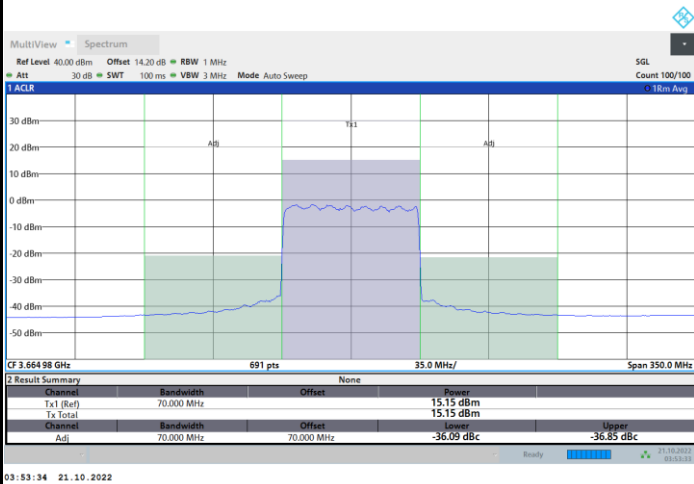 MultiView Spectrum
Ref Level 40.00 dBm Offset 14.20 dB RBW 1 MHz SGL
Att 30 dB SWT 100 ms VBW 3 MHz Mode Auto Sweep Count 100/100
1 ACLR 1Rm Avg
30 dBm
Tx1
20 dBm Adj Adj
10 dBm
0 dBm
-10 dBm
-20 dBm
-30 dBm
-40 dBm
-50 dBm
CF 3.664 98 GHz 691 pts 35.0 MHz/ Span 350.0 MHz
2 Result Summary None
Channel Bandwidth Offset Power
Tx1 (Ref) 70.000 MHz 15.15 dBm
Tx Total 15.15 dBm
Channel Bandwidth Offset Lower Upper
Adj 70.000 MHz 70.000 MHz -36.09 dBc -36.85 dBc
Ready 21.10.2022
03:53:33
03:53:34 21.10.2022